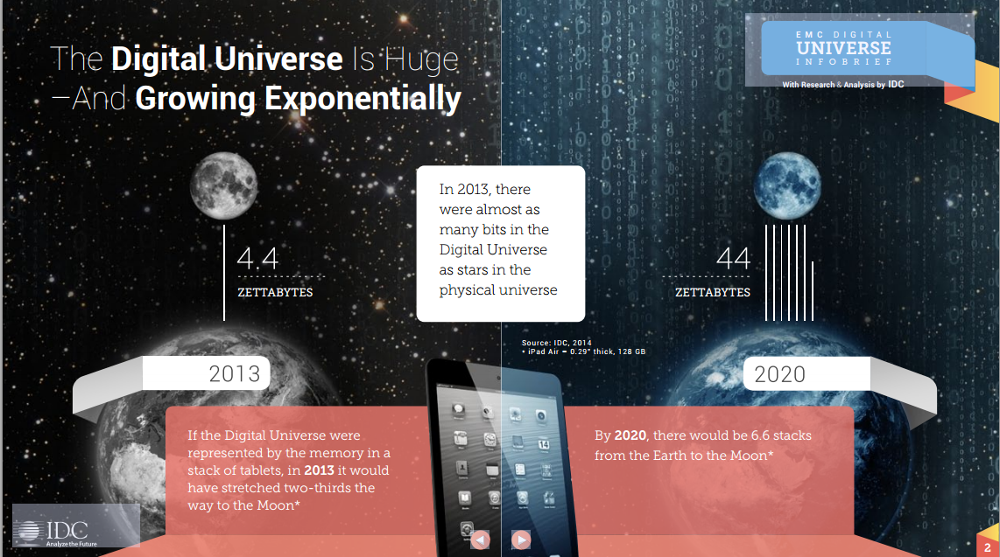 The Digital Universe Is Huge
—And Growing Exponentially
EMC DIGITAL
UNIVERSE
INFOBRIEF
With Research & Analysis by IDC
In 2013, there
were almost as
many bits in the
Digital Universe
as stars in the
physical universe
4.4
ZETTABYTES
44
ZETTABYTES
Source: IDC, 2014
* iPad Air = 0.29" thick, 128 GB
2013
2020
If the Digital Universe were
represented by the memory in a
stack of tablets, in 2013 it would
have stretched two-thirds the
way to the Moon*
By 2020, there would be 6.6 stacks
from the Earth to the Moon*
14
IDC
Analyze the Future
2